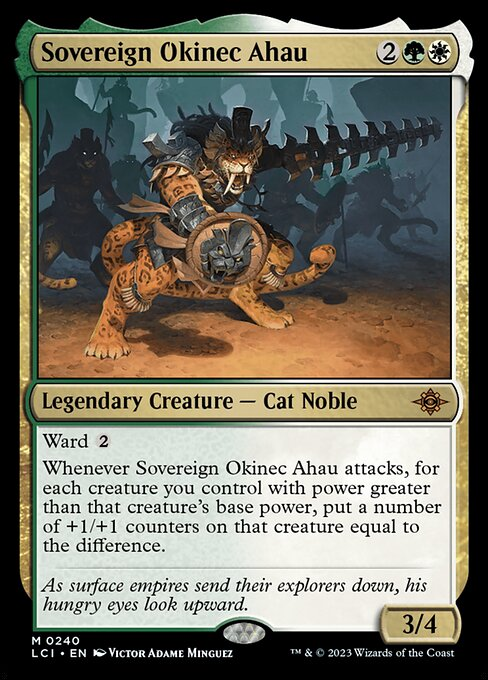 Sovereign Okinec Ahau 2
Legendary Creature — Cat Noble
Ward 2
Whenever Sovereign Okinec Ahau attacks, for
each creature you control with power greater
than that creature's base power, put a number
of +1/+1 counters on that creature equal to
the difference.
As surface empires send their explorers down, his
hungry eyes look upward.
3/4
M 0240
LCI • EN Victor Adame Minguez
™ & © 2023 Wizards of the Coast